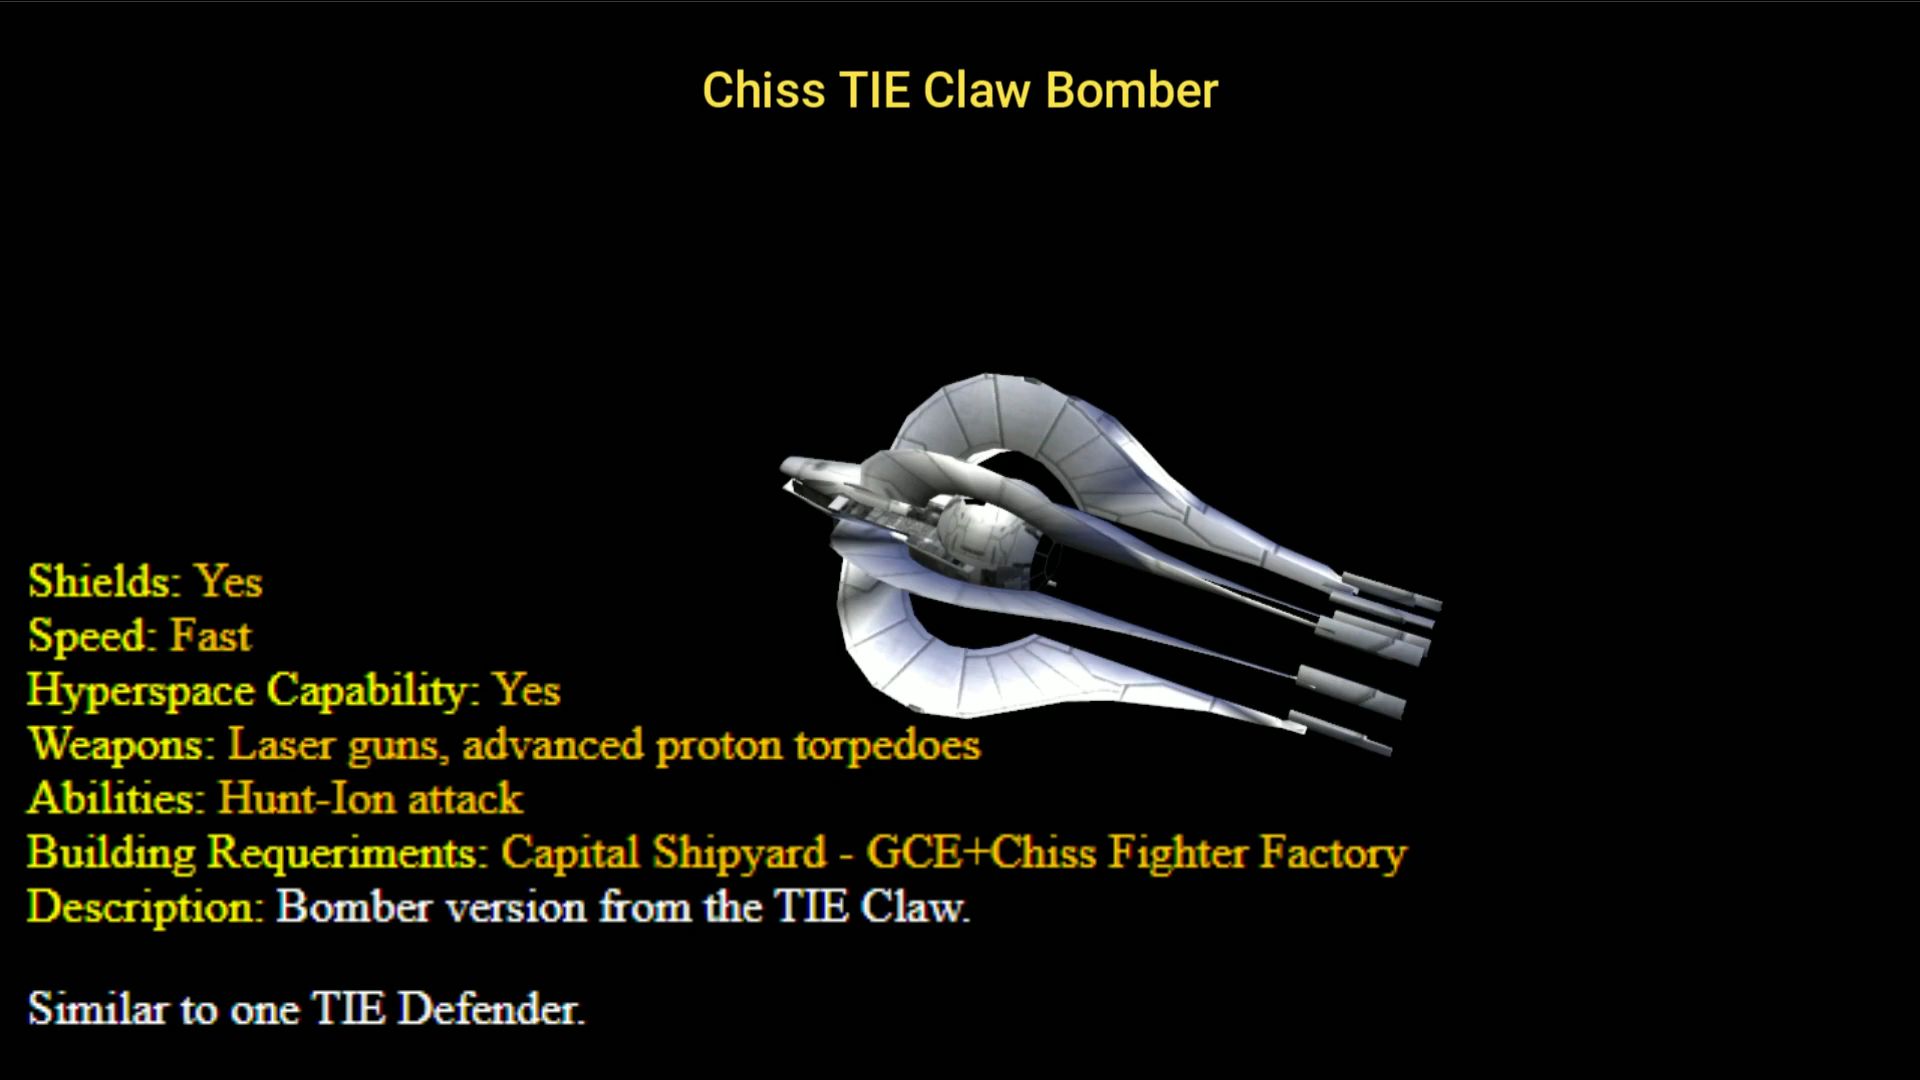 Chiss TIE Claw Bomber
Shields: Yes
Speed: Fast
Hyperspace Capability: Yes
Weapons: Laser guns, advanced proton torpedoes
Abilities: Hunt-Ion attack
Building Requeriments: Capital Shipyard - GCE+Chiss Fighter Factory
Description: Bomber version from the TIE Claw.
Similar to one TIE Defender.